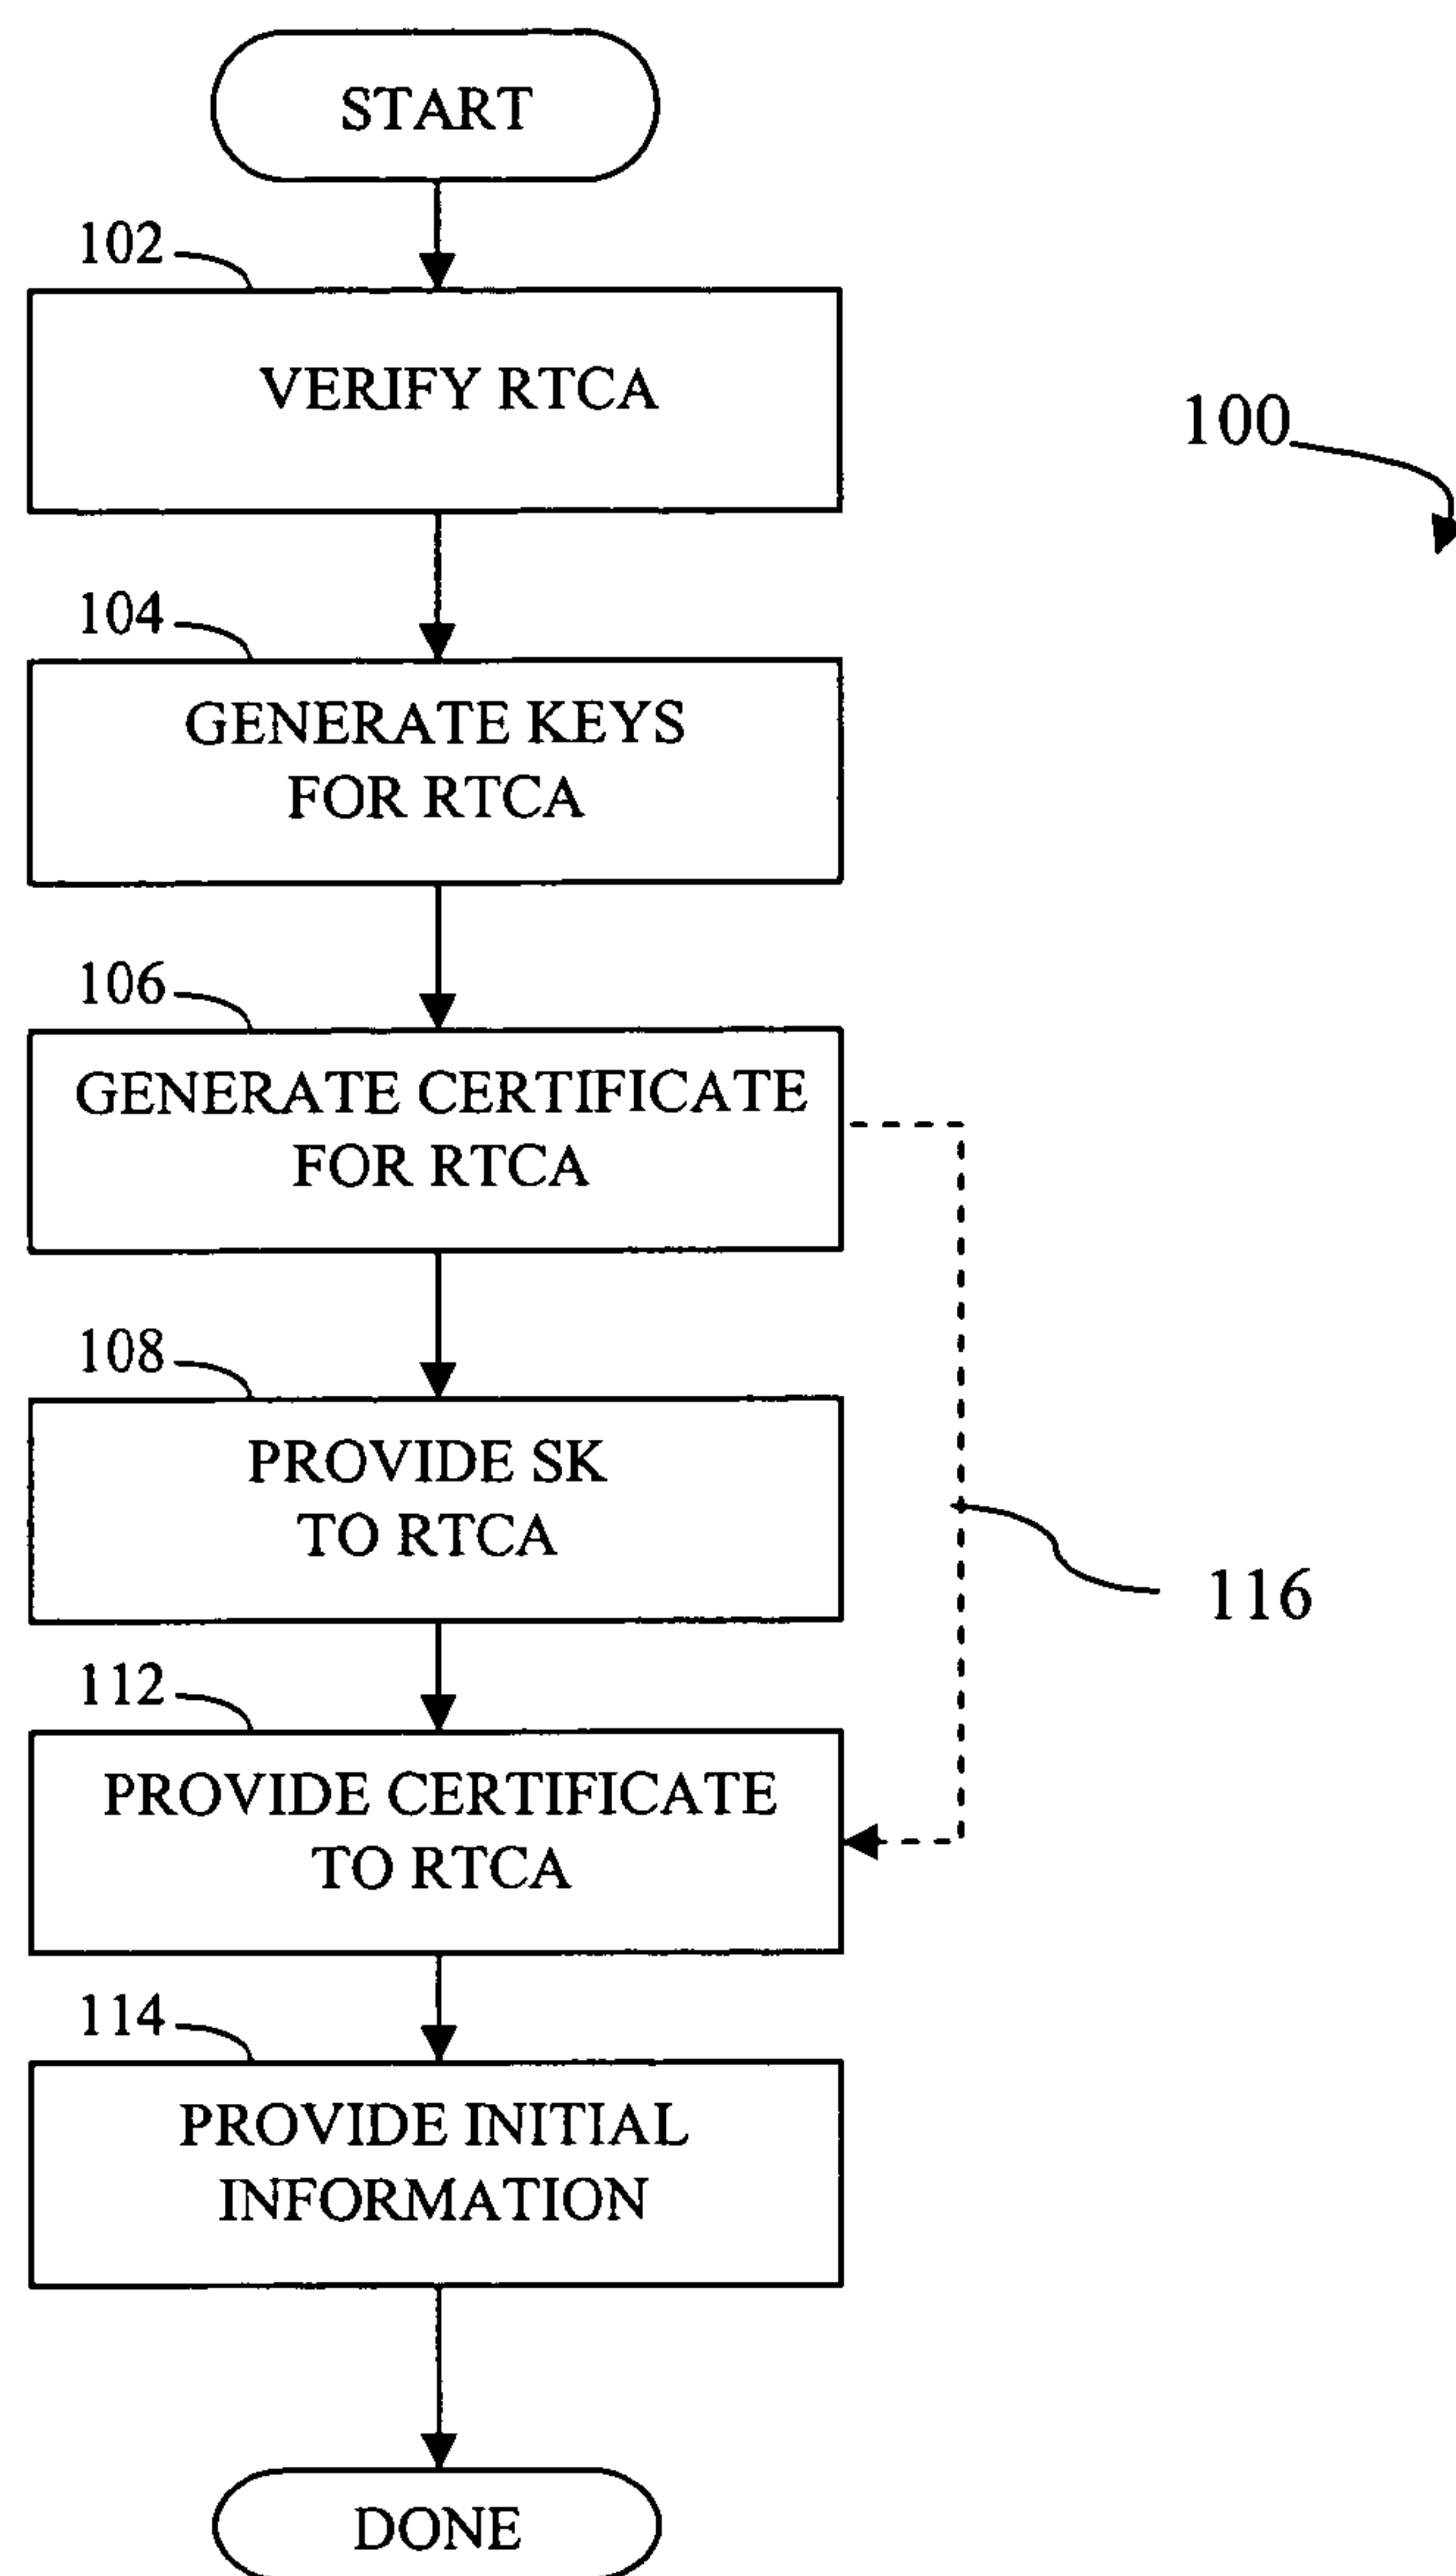 START
102
VERIFY RTCA
100
104
GENERATE KEYS
FOR RTCA
106
GENERATE CERTIFICATE
FOR RTCA
108
PROVIDE SK
TO RTCA
116
112
PROVIDE CERTIFICATE
TO RTCA
114
PROVIDE INITIAL
INFORMATION
DONE